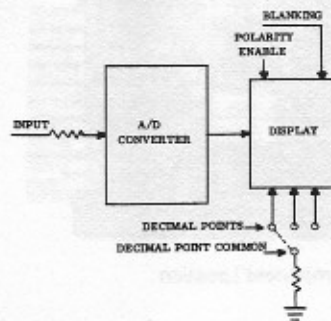 BLANKING
POLARITY
ENABLE
INPUT
A/D
CONVERTER
DISPLAY
DECIMAL POINTS
DECIMAL POINT COMMON